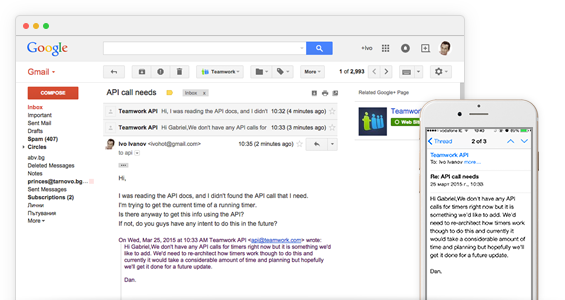 Google
+Ivo
Gmail
Teamwork
More
1 of 2,993
COMPOSE
API call needs
Inbox x
Related Google+ Page
Inbox
Important
Sent Mail
Drafts
Spam (407)
Circles
abv.bg
Deleted Messages
Notes
princes@tarnovo.bg...
Sent Messages
Subscriptions (2)
Лични
Пътувания
More
Teamwork API Hi, I was reading the API docs, and I didn't 10:32 (4 minutes ago)
Teamwork API Hi Gabriel,We don't have any API calls for 10:33 (3 minutes ago)
Ivo Ivanov <ivohot@gmail.com> 10:35 (2 minutes ago)
to api
Hi,
I was reading the API docs, and I didn't found the API call that I need.
I'm trying to get the current time of a running timer.
Is there anyway to get this info using the API?
If not, do you guys have any intent to do this in the future?
On Wed, Mar 25, 2015 at 10:33 AM Teamwork API <api@teamwork.com> wrote:
Hi Gabriel,We don't have any API calls for timers right now but it is something we'd like to add. We'd need to re-architect how timers work though to do this and currently it would take a considerable amount of time and planning but hopefully we'll get it done for a future update.
Dan.
Teamwork
Web Si
vodafone IE
10:40
Thread
2 of 3
Teamwork API
To: Ivo Ivanov more...
Re: API call needs
25 март 2015 г., 10:33
Hi Gabriel,We don't have any API
calls for timers right now but it is
something we'd like to add. We'd
need to re-architect how timers work
though to do this and currently it
would take a considerable amount of
time and planning but hopefully we'll
get it done for a future update.
Dan.